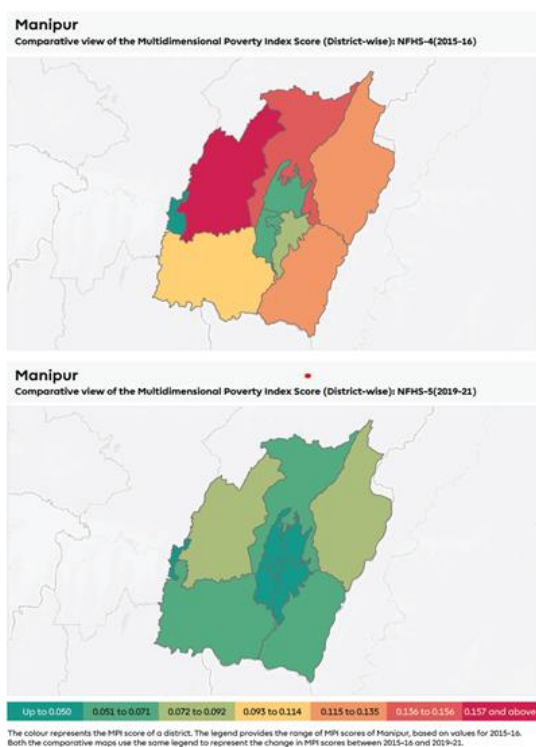 Manipur
Comparative view of the Multidimensional Poverty Index Score (District-wise): NFHS-4(2015-16)
Manipur
Comparative view of the Multidimensional Poverty Index Score (District-wise): NFHS-5(2019-21)
Up to 0.050 0.051 to 0.071 0.072 to 0.092 0.093 to 0.114 0.115 to 0.135 0.136 to 0.156 0.157 and above
The colour represents the MPI score of a district. The legend provides the range of MPI scores of Manipur, based on values for 2015-16.
Both the comparative maps use the same legend to represent the change in MPI scores between 2015-16 and 2019-21.